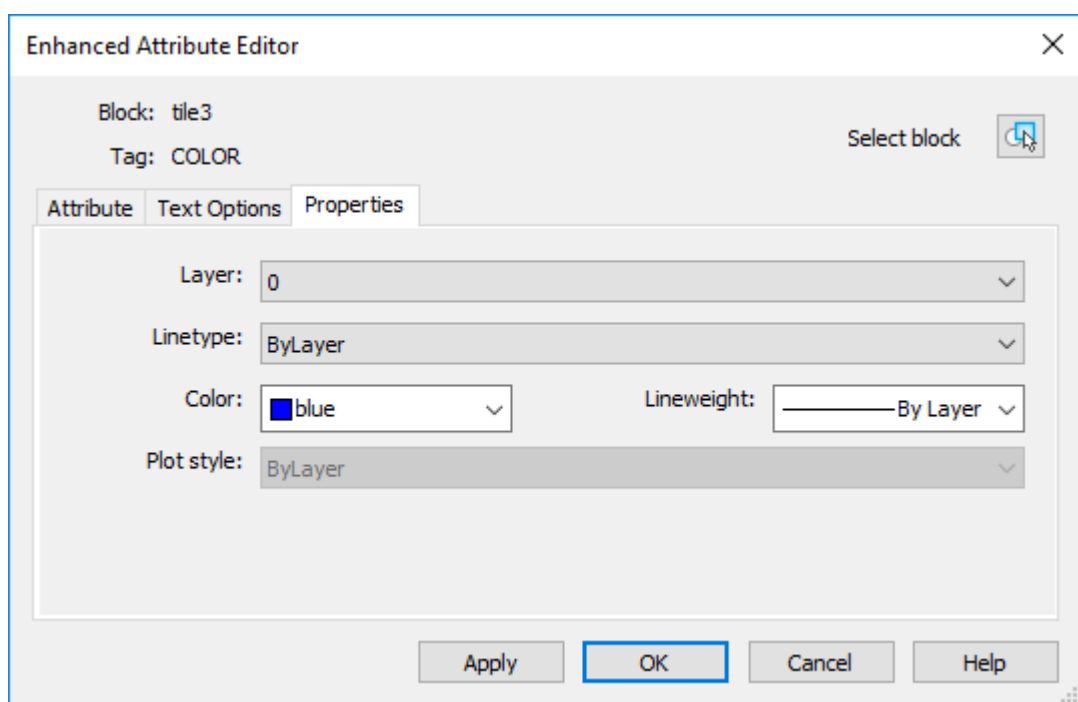 Enhanced Attribute Editor
Block: tile3
Select block
Tag: COLOR
Attribute Text Options Properties
Layer: 0
Linetype: ByLayer
Color: blue Lineweight: By Layer
Plot style: ByLayer
Apply OK Cancel Help